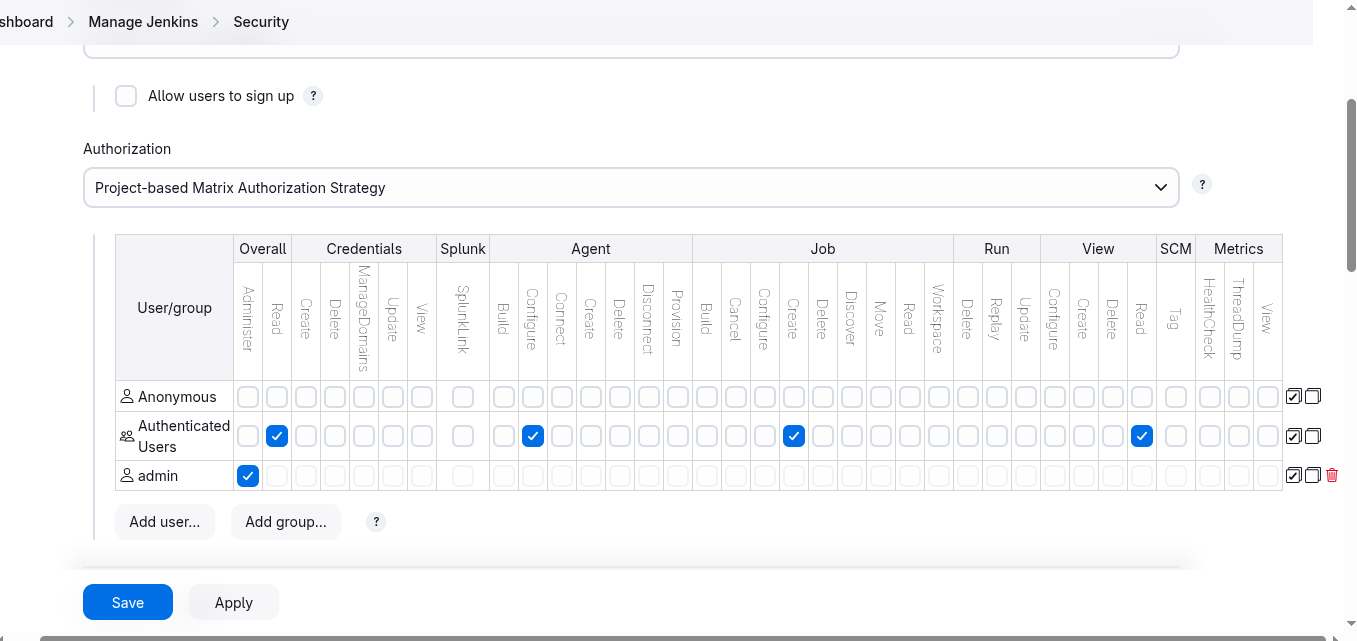 shboard Manage Jenkins Security
Allow users to sign up ?
Authorization
Project-based Matrix Authorization Strategy ?
User/group Overall Credentials Splunk Agent Job Run View SCM Metrics
Administer Read Create Delete ManageDomains Update View SplunkLink Build Configure Connect Create Delete Disconnect Provision Build Cancel Configure Create Delete Discover Move Read Workspace Delete Replay Update Configure Create Delete Read Tag HealthCheck ThreadDump View
Anonymous
Authenticated
Users
admin
Add user... Add group... ?
Save Apply